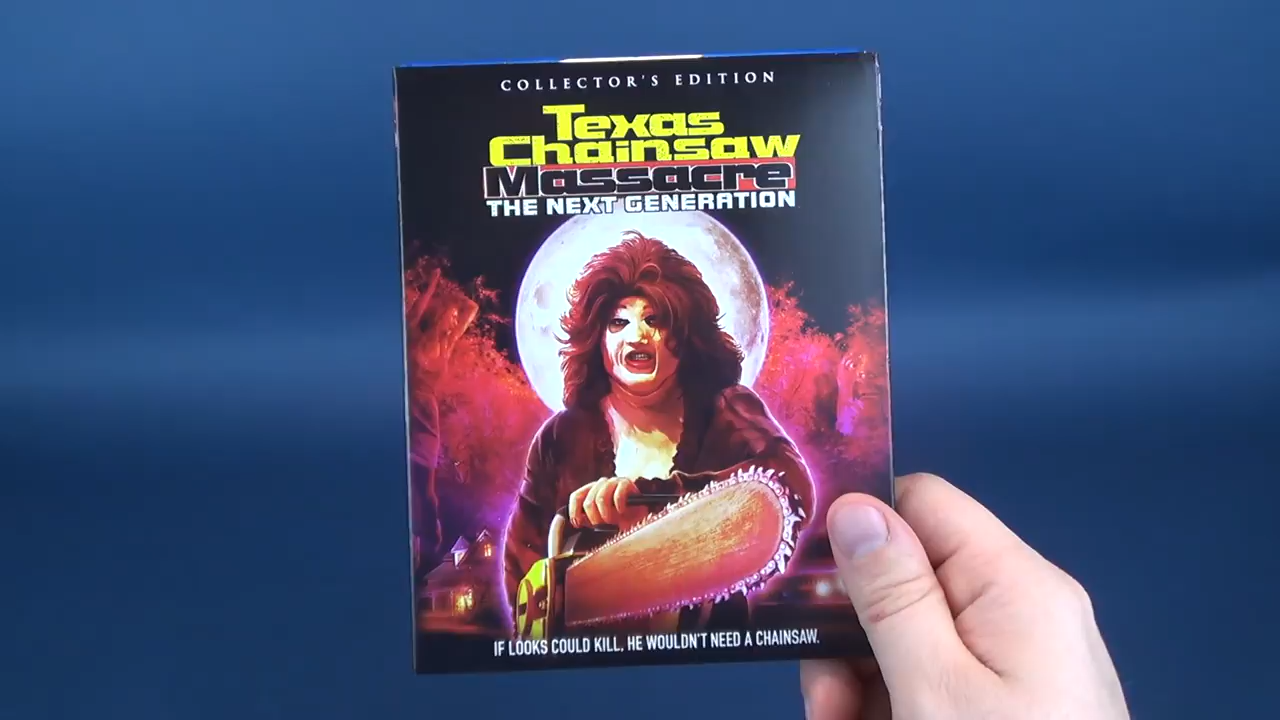 COLLECTOR'S EDITION
Texas
Chainsaw
Massacre
THE NEXT GENERATION
IF LOOKS COULD KILL, HE WOULDN'T NEED A CHAINSAW.